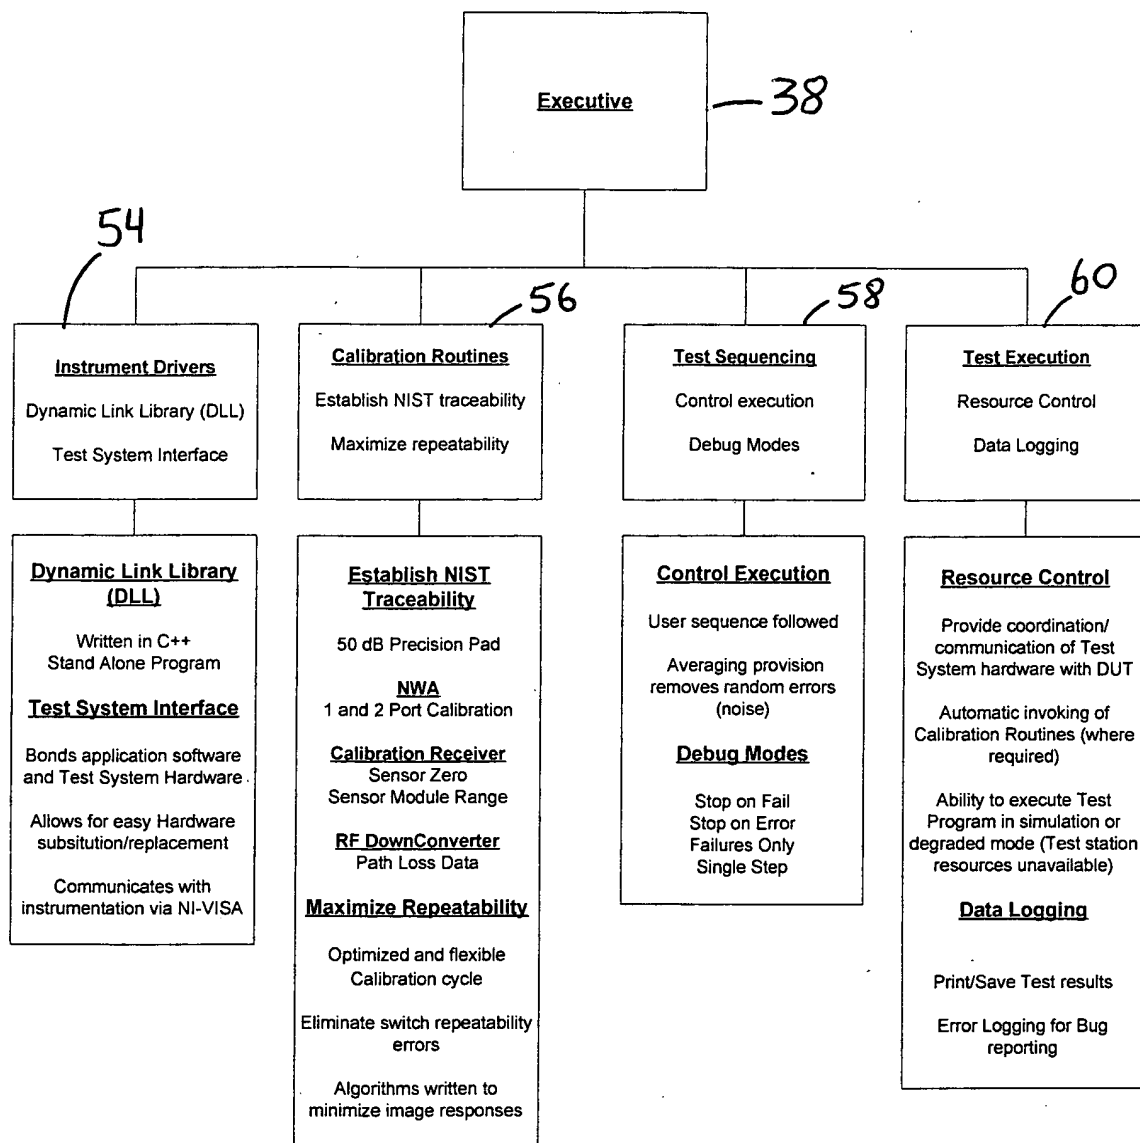 Executive
38
54
Instrument Drivers
Dynamic Link Library (DLL)
Test System Interface
56
Calibration Routines
Establish NIST traceability
Maximize repeatability
58
Test Sequencing
Control execution
Debug Modes
60
Test Execution
Resource Control
Data Logging
Dynamic Link Library
(DLL)
Written in C++
Stand Alone Program
Test System Interface
Bonds application software
and Test System Hardware
Allows for easy Hardware
subsitution/replacement
Communicates with
instrumentation via NI-VISA
Establish NIST
Traceability
50 dB Precision Pad
NWA
1 and 2 Port Calibration
Calibration Receiver
Sensor Zero
Sensor Module Range
RF DownConverter
Path Loss Data
Maximize Repeatability
Optimized and flexible
Calibration cycle
Eliminate switch repeatability
errors
Algorithms written to
minimize image responses
Control Execution
User sequence followed
Averaging provision
removes random errors
(noise)
Debug Modes
Stop on Fail
Stop on Error
Failures Only
Single Step
Resource Control
Provide coordination/
communication of Test
System hardware with DUT
Automatic invoking of
Calibration Routines (where
required)
Ability to execute Test
Program in simulation or
degraded mode (Test station
resources unavailable)
Data Logging
Print/Save Test results
Error Logging for Bug
reporting